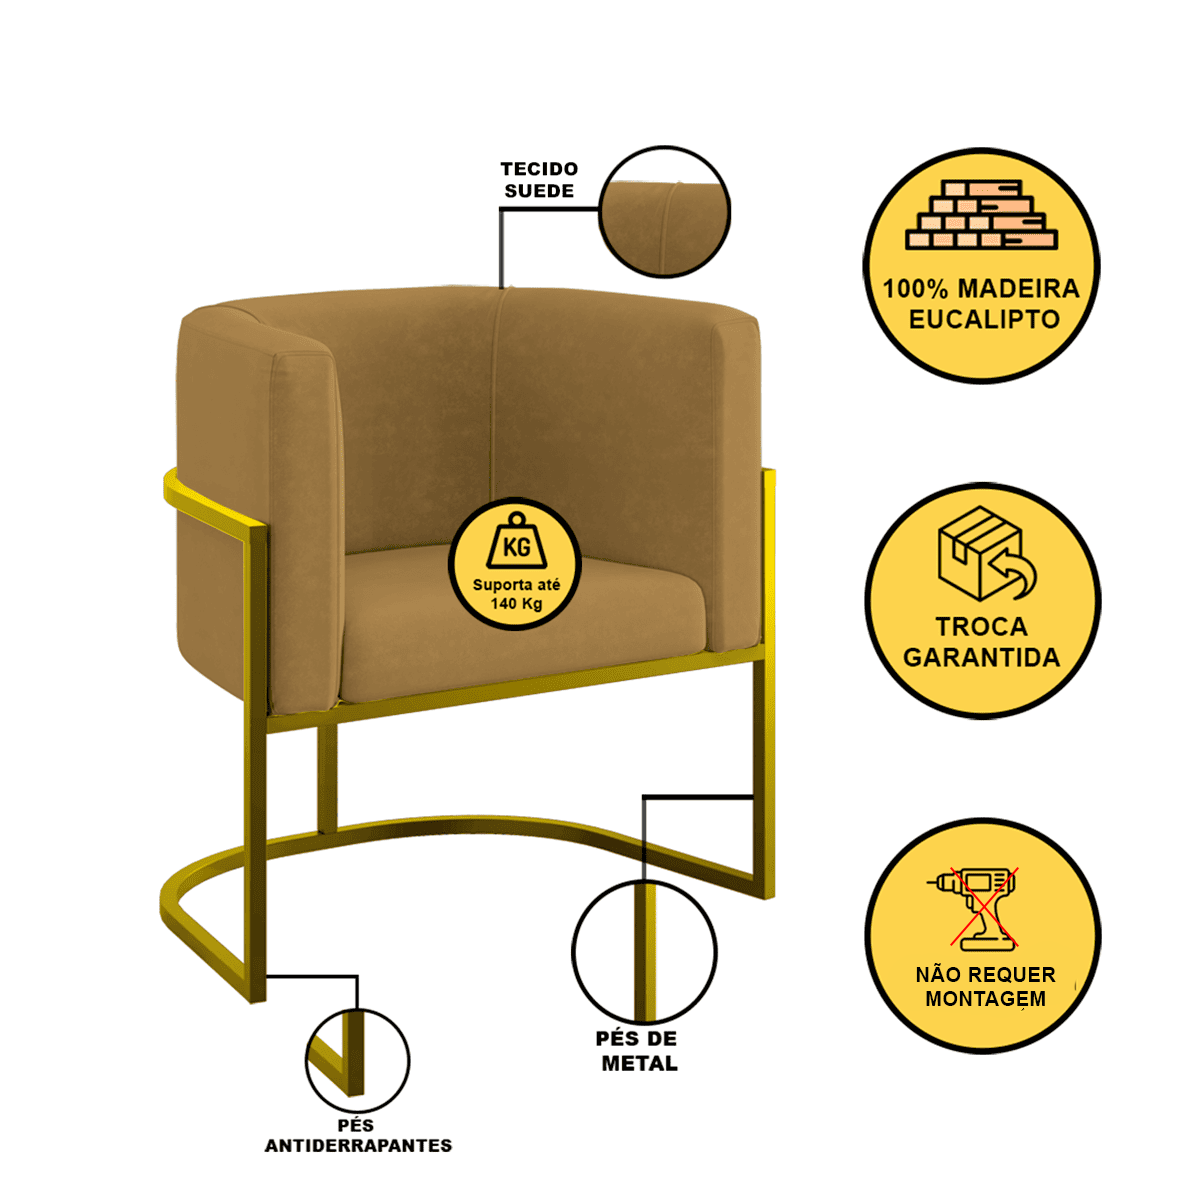 TECIDO
SUEDE
100% MADEIRA
EUCALIPTO
KG
Suporta até
140 Kg
TROCA
GARANTIDA
NÃO REQUER
MONTAGEM
PÉS DE
METAL
PÉS
ANTIDERRAPANTES